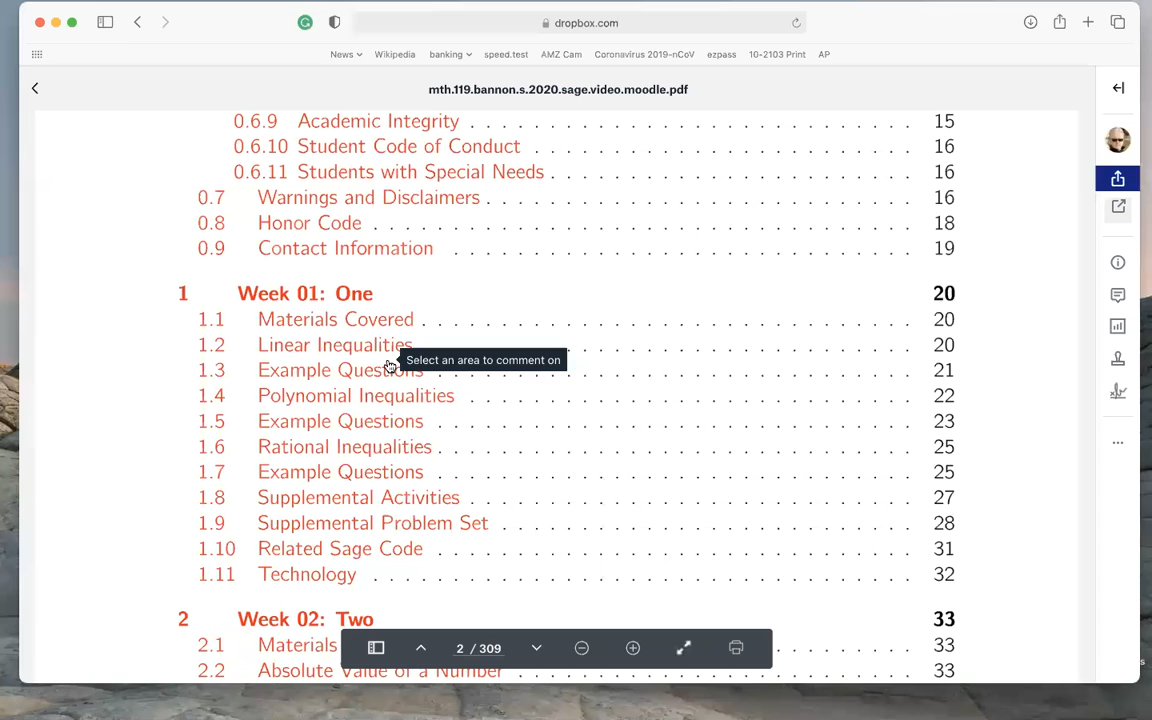 dropbox.com
News Wikipedia banking speed.test AMZ Cam Coronavirus 2019-nCoV ezpass 10-2103 Print AP
mth.119.bannon.s.2020.sage.video.moodle.pdf
0.6.9 Academic Integrity . . . . . . . . . . . . . . . . . . . . . . . . . . . 15
0.6.10 Student Code of Conduct . . . . . . . . . . . . . . . . . . . . . . . . 16
0.6.11 Students with Special Needs . . . . . . . . . . . . . . . . . . . . . . 16
0.7 Warnings and Disclaimers . . . . . . . . . . . . . . . . . . . . . . . . . . 16
0.8 Honor Code . . . . . . . . . . . . . . . . . . . . . . . . . . . . . . . . . 18
0.9 Contact Information . . . . . . . . . . . . . . . . . . . . . . . . . . . . 19
1 Week 01: One 20
1.1 Materials Covered . . . . . . . . . . . . . . . . . . . . . . . . . . . . . . 20
1.2 Linear Inequalities . . . . . . . . . . . . . . . . . . . . . 20
Select an area to comment on
1.3 Example Questions . . . . . . . . . . . . . . . . . . . . . . . . . . . . . 21
1.4 Polynomial Inequalities . . . . . . . . . . . . . . . . . . . . . . . . . . . 22
1.5 Example Questions . . . . . . . . . . . . . . . . . . . . . . . . . . . . . 23
1.6 Rational Inequalities . . . . . . . . . . . . . . . . . . . . . . . . . . . . . 25
1.7 Example Questions . . . . . . . . . . . . . . . . . . . . . . . . . . . . . 25
1.8 Supplemental Activities . . . . . . . . . . . . . . . . . . . . . . . . . . . 27
1.9 Supplemental Problem Set . . . . . . . . . . . . . . . . . . . . . . . . . 28
1.10 Related Sage Code . . . . . . . . . . . . . . . . . . . . . . . . . . . . . 31
1.11 Technology . . . . . . . . . . . . . . . . . . . . . . . . . . . . . . . . . 32
2 Week 02: Two 33
2.1 Materials . . . . . . . . 33
2.2 Absolute Value of a Number . . . . . . . . . . . . . . . . . . . . . . . . . 33
2 / 309